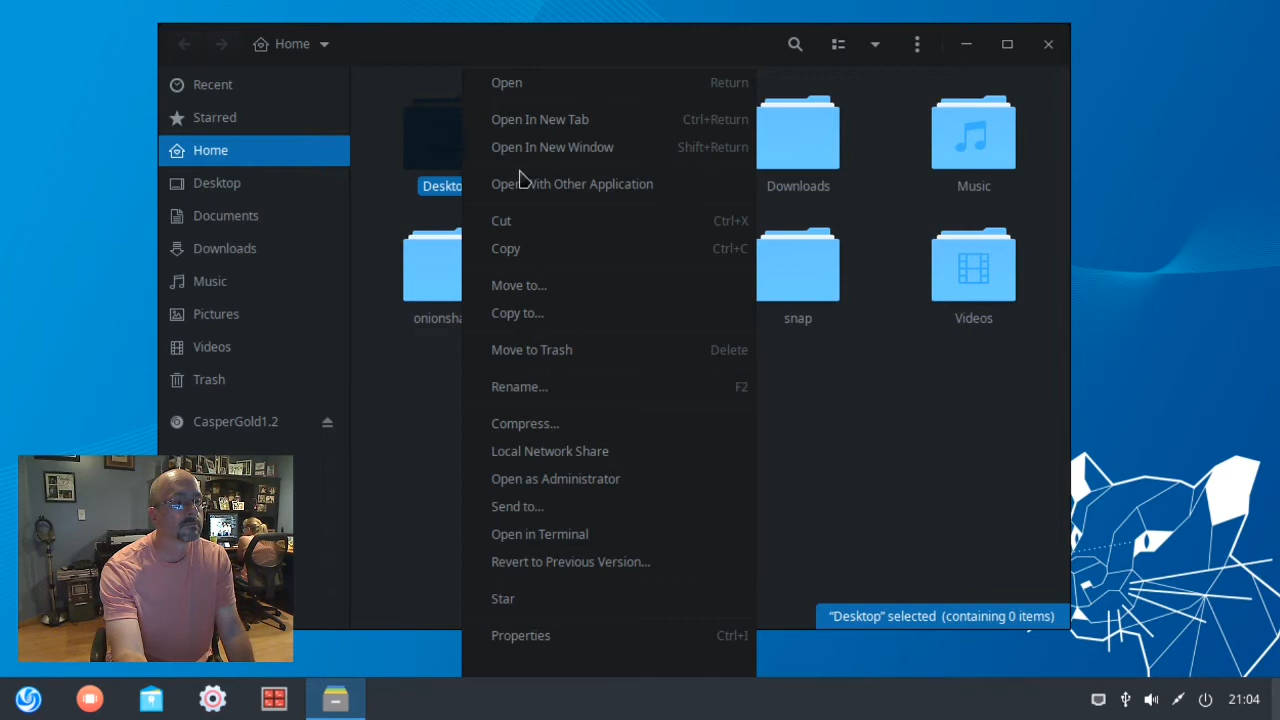 Home
Recent
Starred
Home
Desktop
Documents
Downloads
Music
Pictures
Videos
Trash
CasperGold1.2
Open Return
Open In New Tab Ctrl+Return
Open In New Window Shift+Return
Open With Other Application
Cut Ctrl+X
Copy Ctrl+C
Move to...
Copy to...
Move to Trash Delete
Rename... F2
Compress...
Local Network Share
Open as Administrator
Send to...
Open in Terminal
Revert to Previous Version...
Star
Properties Ctrl+I
Deskto
Downloads
Music
onionsha
snap
Videos
“Desktop” selected (containing 0 items)
21:04